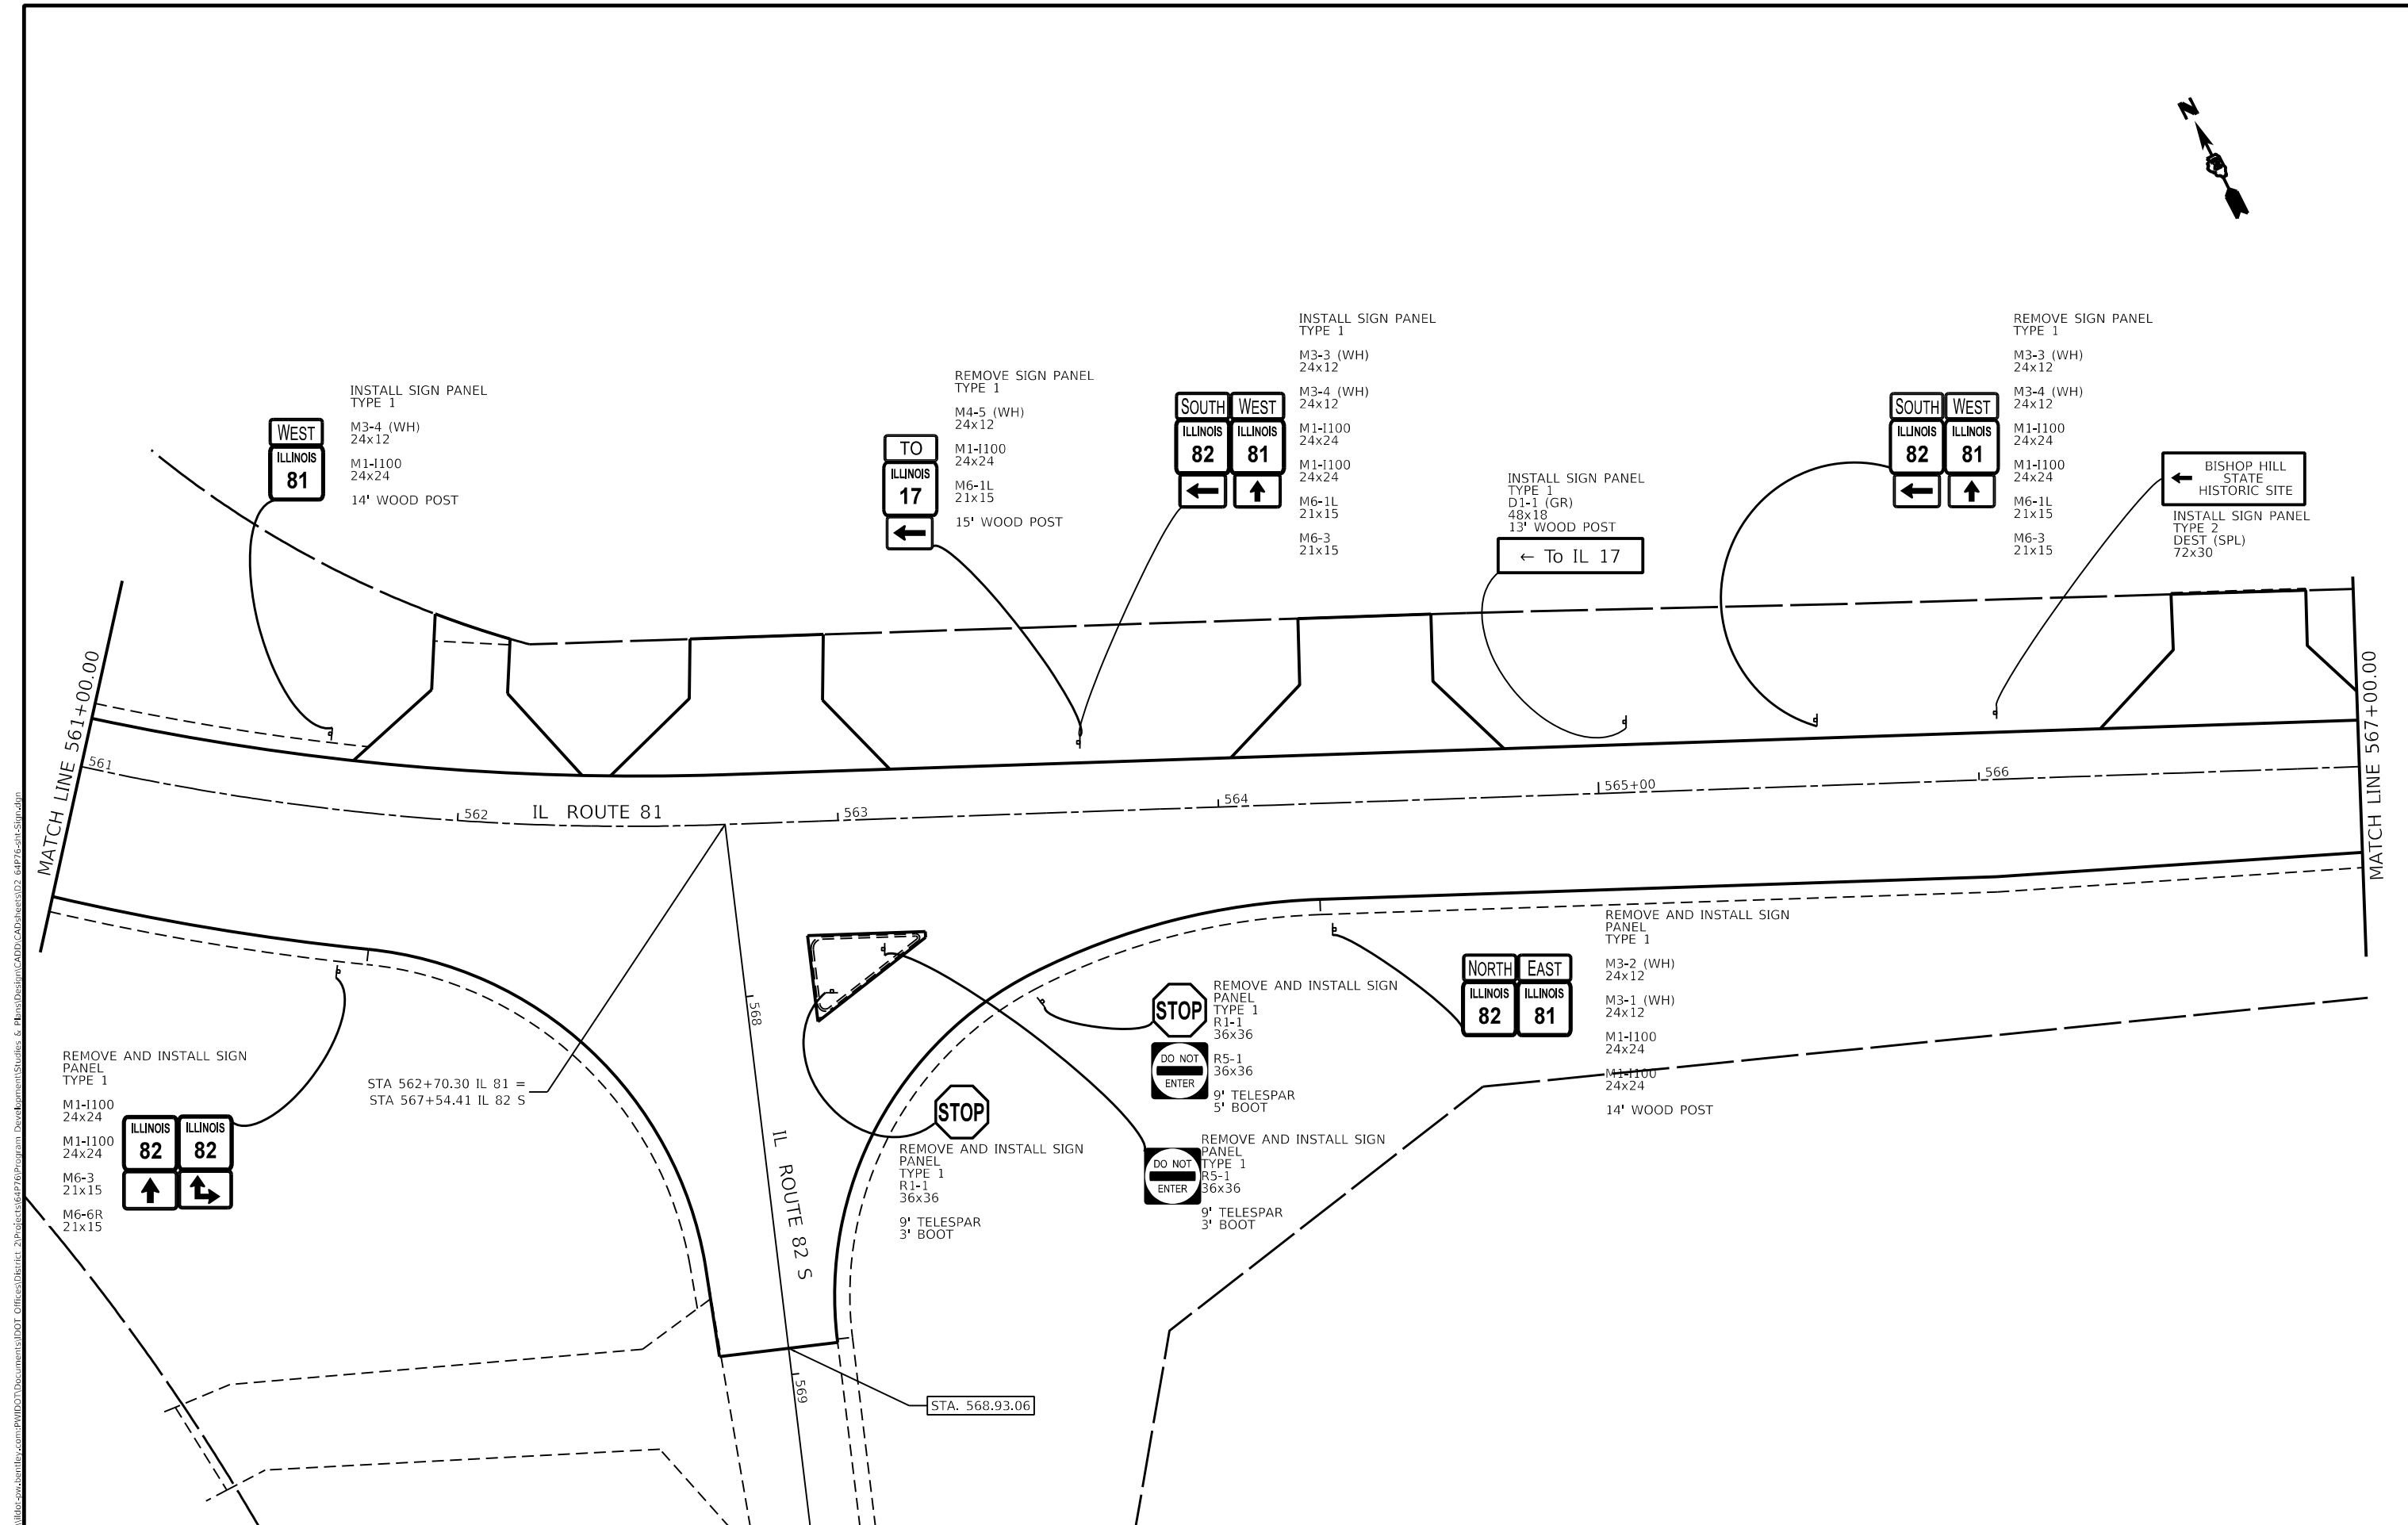 N
INSTALL SIGN PANEL
TYPE 1
M3-4 (WH)
24x12
M1-I100
24x24
14' WOOD POST
WEST
ILLINOIS
81
REMOVE SIGN PANEL
TYPE 1
M4-5 (WH)
24x12
M1-I100
24x24
M6-1L
21x15
15' WOOD POST
TO
ILLINOIS
17
INSTALL SIGN PANEL
TYPE 1
M3-3 (WH)
24x12
M3-4 (WH)
24x12
M1-I100
24x24
M1-I100
24x24
M6-1L
21x15
M6-3
21x15
SOUTH WEST
ILLINOIS ILLINOIS
82 81
INSTALL SIGN PANEL
TYPE 1
D1-1 (GR)
48x18
13' WOOD POST
← To IL 17
REMOVE SIGN PANEL
TYPE 1
M3-3 (WH)
24x12
M3-4 (WH)
24x12
M1-I100
24x24
M1-I100
24x24
M6-1L
21x15
M6-3
21x15
SOUTH WEST
ILLINOIS ILLINOIS
82 81
← BISHOP HILL
STATE
HISTORIC SITE
INSTALL SIGN PANEL
TYPE 2
DEST (SPL)
72x30
MATCH LINE 561+00.00
561
562
IL ROUTE 81
563
564
565+00
566
MATCH LINE 567+00.00
REMOVE AND INSTALL SIGN
PANEL
TYPE 1
M1-I100
24x24
M1-I100
24x24
M6-3
21x15
M6-6R
21x15
ILLINOIS ILLINOIS
82 82
STA 562+70.30 IL 81 =
STA 567+54.41 IL 82 S
568
IL ROUTE 82 S
569
STOP
REMOVE AND INSTALL SIGN
PANEL
TYPE 1
R1-1
36x36
9' TELESPAR
3' BOOT
STOP
DO NOT
ENTER
REMOVE AND INSTALL SIGN
PANEL
TYPE 1
R1-1
36x36
R5-1
36x36
9' TELESPAR
5' BOOT
DO NOT
ENTER
REMOVE AND INSTALL SIGN
PANEL
TYPE 1
R5-1
36x36
9' TELESPAR
3' BOOT
NORTH EAST
ILLINOIS ILLINOIS
82 81
REMOVE AND INSTALL SIGN
PANEL
TYPE 1
M3-2 (WH)
24x12
M3-1 (WH)
24x12
M1-I100
24x24
M1-I100
24x24
14' WOOD POST
STA. 568.93.06